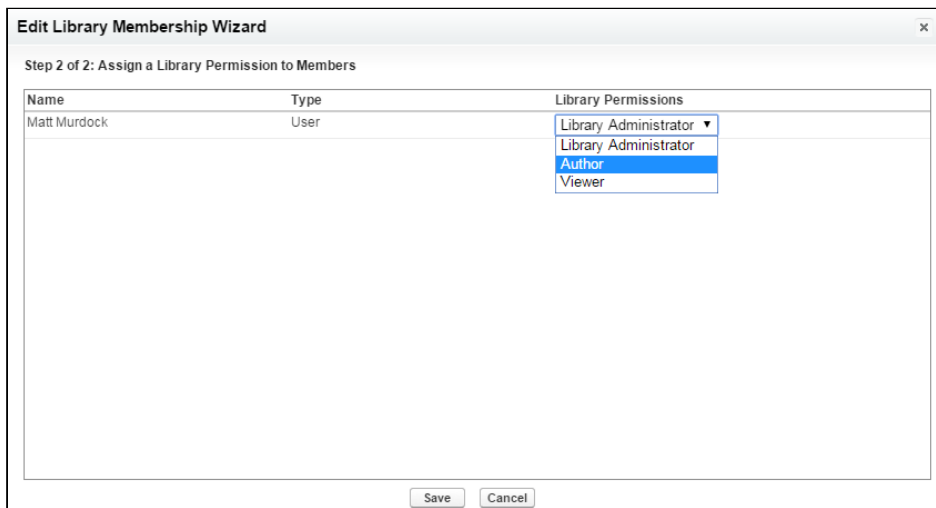 Edit Library Membership Wizard
Step 2 of 2: Assign a Library Permission to Members
Name Type Library Permissions
Matt Murdock User Library Administrator
Library Administrator
Author
Viewer
Save Cancel